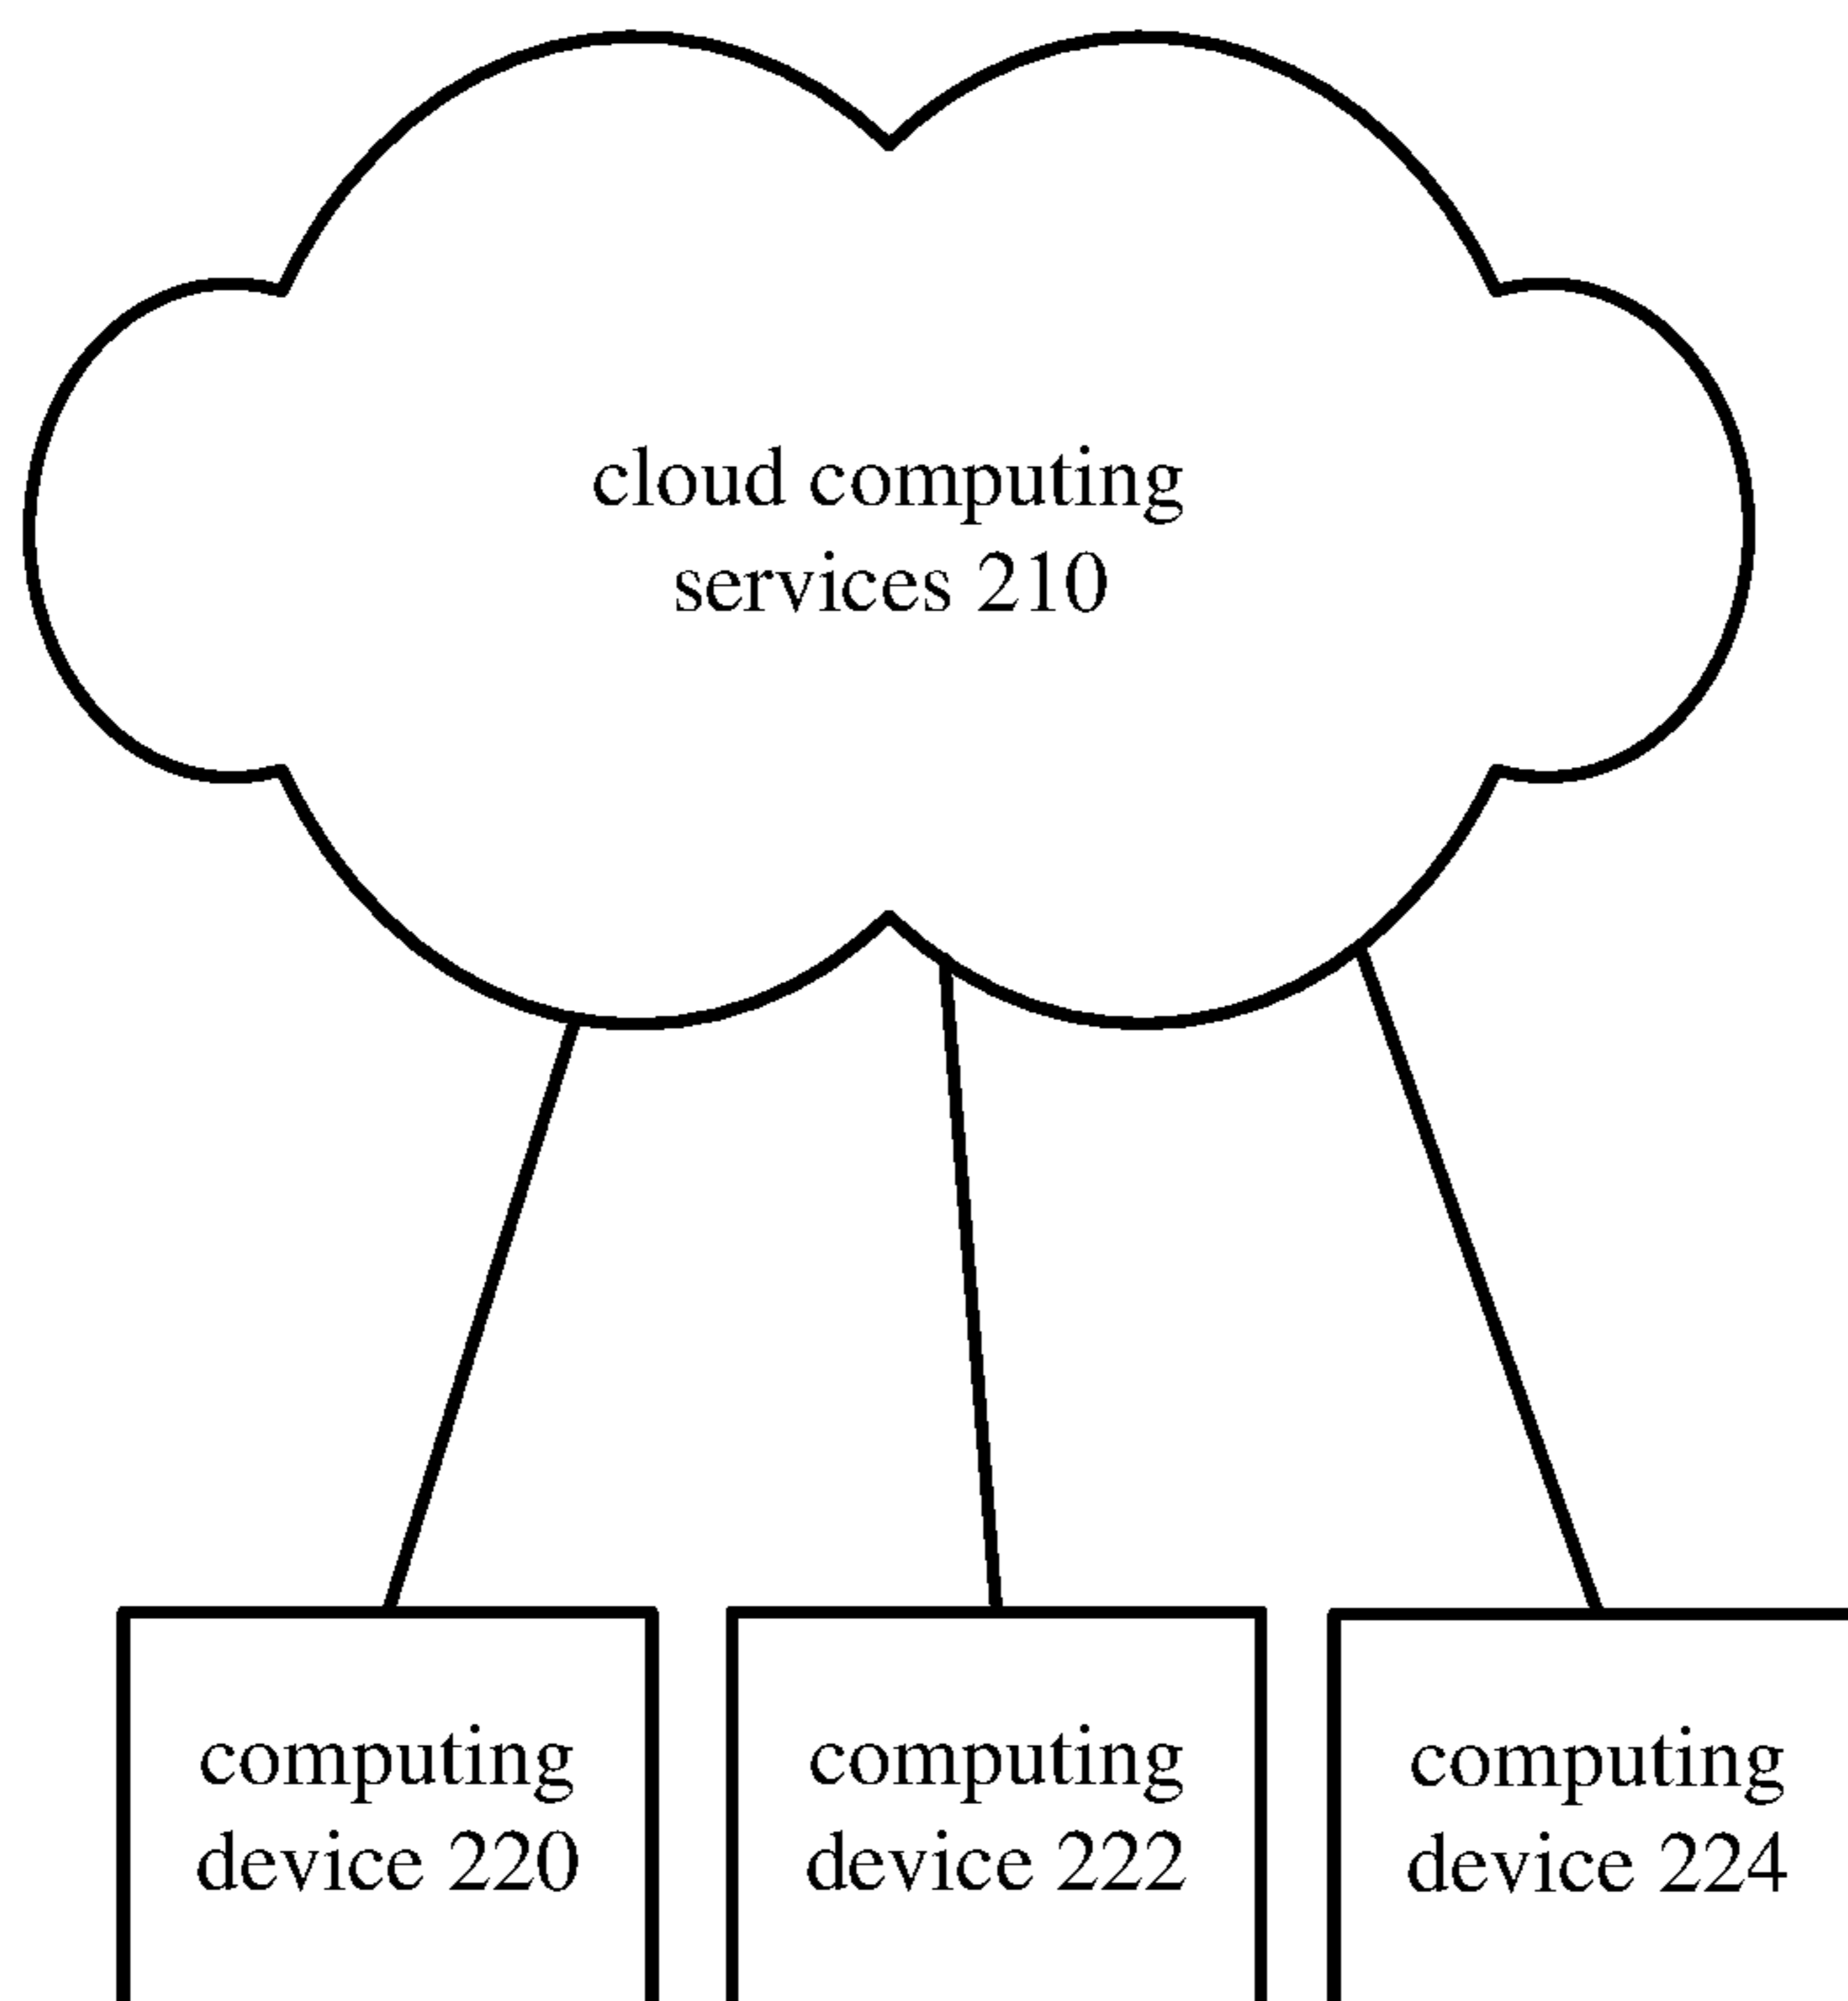 cloud computing
services 210
computing
device 220
computing
device 222
computing
device 224